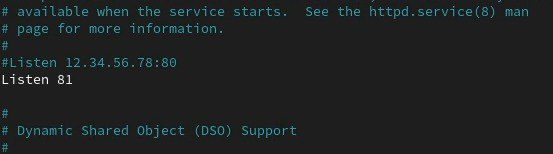 # available when the service starts.  See the httpd.service(8) man
# page for more information.
#
#Listen 12.34.56.78:80
Listen 81

#
# Dynamic Shared Object (DSO) Support
#